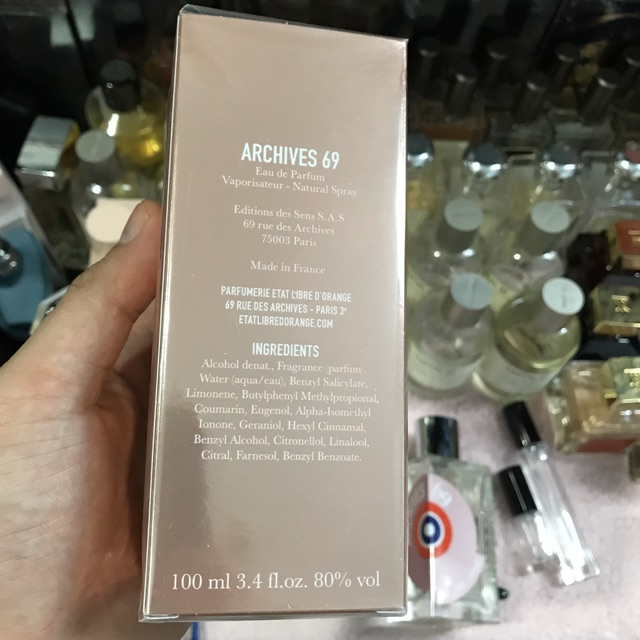 ARCHIVES 69
Eau de Parfum
Vaporisateur - Natural Spray
Editions des Sens S.A.S
69 rue des Archives
75003 Paris
Made in France
PARFUMERIE ETAT LIBRE D'ORANGE
69 RUE DES ARCHIVES - PARIS 3e
ETATLIBREDORANGE.COM
INGREDIENTS
Alcohol denat., Fragrance (parfum)
Water (aqua/eau), Benzyl Salicylate,
Limonene, Butylphenyl Methylpropional,
Coumarin, Eugenol, Alpha-Isomethyl
Ionone, Geraniol, Hexyl Cinnamal,
Benzyl Alcohol, Citronellol, Linalool,
Citral, Farnesol, Benzyl Benzoate.
100 ml 3.4 fl.oz. 80% vol